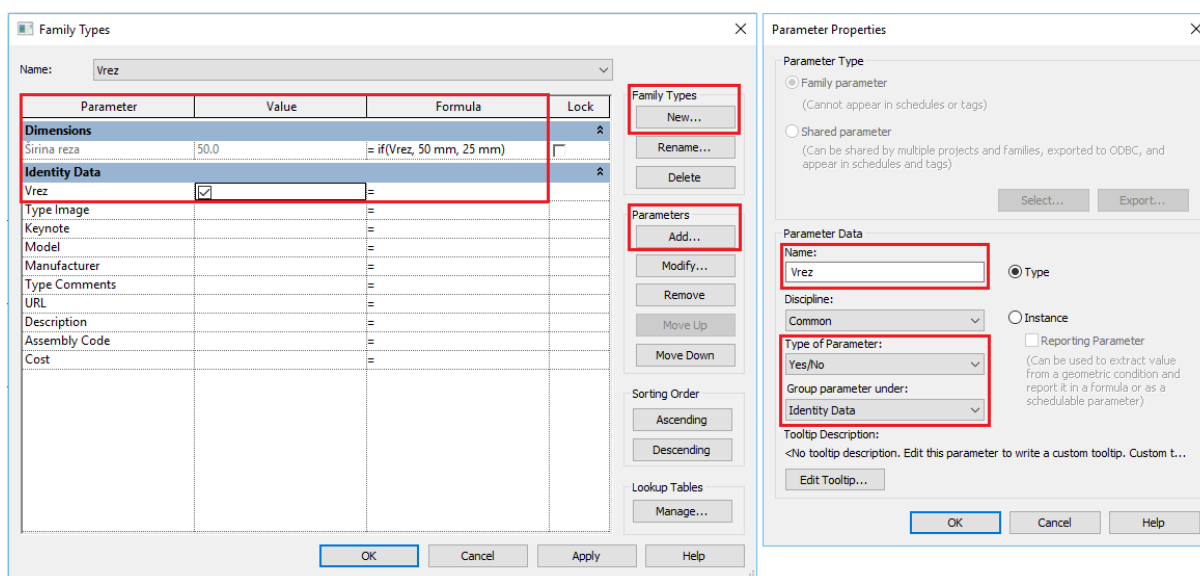 Family Types
Name: Vrez
Parameter Value Formula Lock
Dimensions
Širina reza 50.0 = if(Vrez, 50 mm, 25 mm)
Identity Data
Vrez =
Type Image =
Keynote =
Model =
Manufacturer =
Type Comments =
URL =
Description =
Assembly Code =
Cost =
Family Types
New...
Rename...
Delete
Parameters
Add...
Modify...
Remove
Move Up
Move Down
Sorting Order
Ascending
Descending
Lookup Tables
Manage...
OK Cancel Apply Help
Parameter Properties
Parameter Type
Family parameter
(Cannot appear in schedules or tags)
Shared parameter
(Can be shared by multiple projects and families, exported to ODBC, and
appear in schedules and tags)
Select... Export...
Parameter Data
Name:
Vrez
Type
Discipline:
Common
Instance
Reporting Parameter
(Can be used to extract value
from a geometric condition and
report it in a formula or as a
schedulable parameter)
Type of Parameter:
Yes/No
Group parameter under:
Identity Data
Tooltip Description:
<No tooltip description. Edit this parameter to write a custom tooltip. Custom t...
Edit Tooltip...
OK Cancel Help